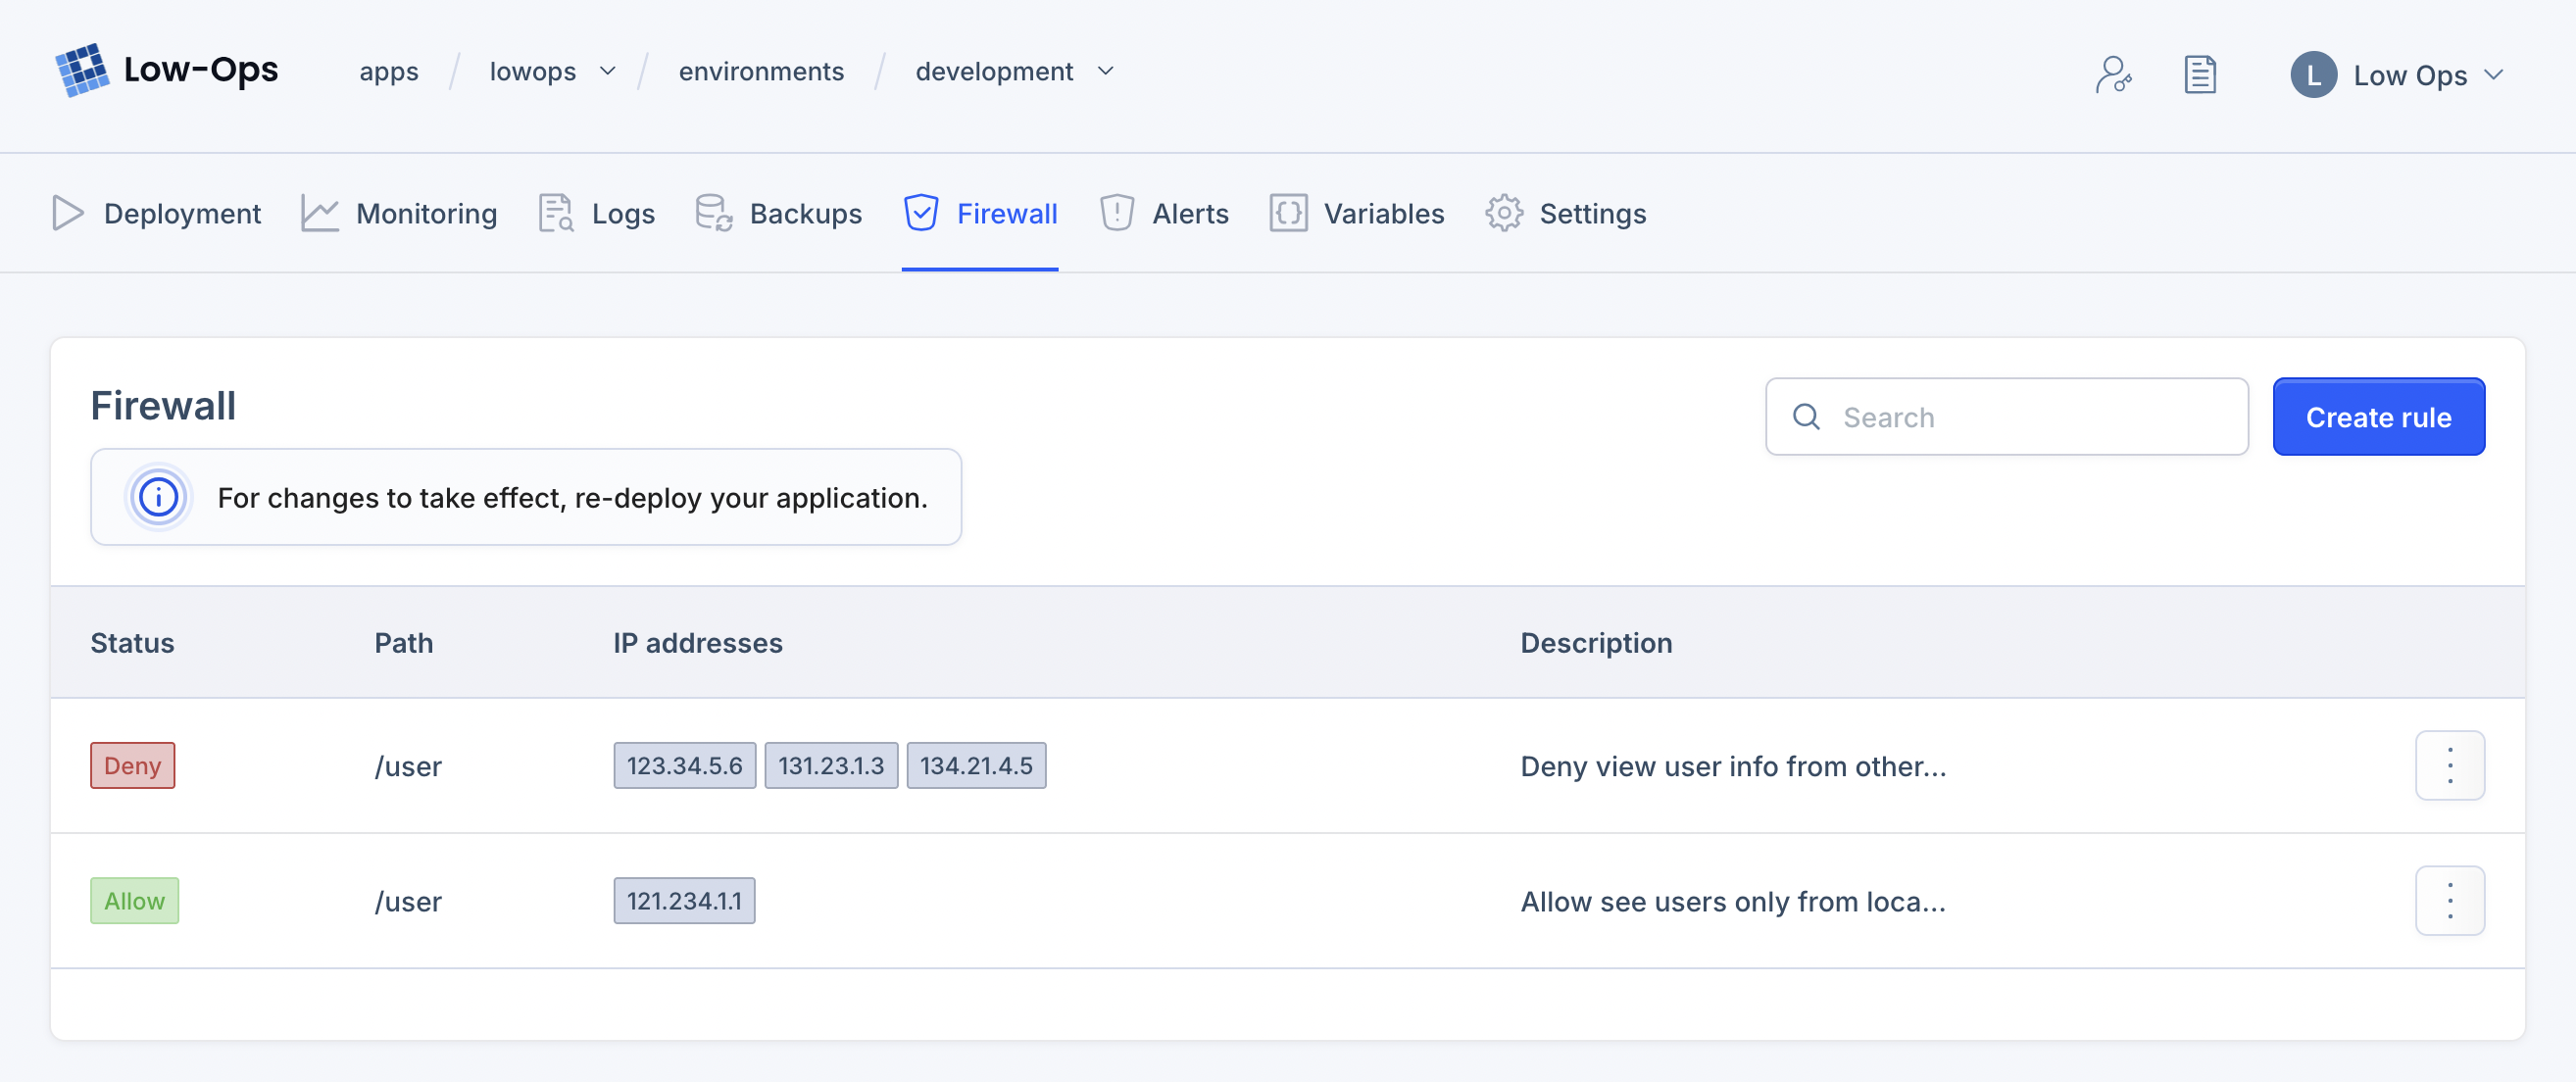 Low-Ops apps / lowops / environments / development L Low Ops
Deployment Monitoring Logs Backups Firewall Alerts Variables Settings
Firewall Search Create rule
For changes to take effect, re-deploy your application.
Status Path IP addresses Description
Deny /user 123.34.5.6 131.23.1.3 134.21.4.5 Deny view user info from other...
Allow /user 121.234.1.1 Allow see users only from loca...